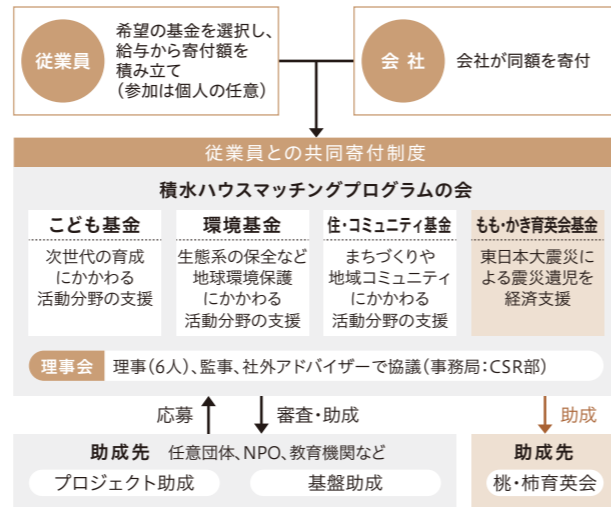 従業員
希望の基金を選択し、
給与から寄付額を
積み立て
（参加は個人の任意）
会 社
会社が同額を寄付
従業員との共同寄付制度
積水ハウスマッチングプログラムの会
こども基金
次世代の育成
にかかわる
活動分野の支援
環境基金
生態系の保全など
地球環境保護
にかかわる
活動分野の支援
住・コミュニティ基金
まちづくりや
地域コミュニティ
にかかわる
活動分野の支援
もも・かき育英会基金
東日本大震災に
よる震災遺児を
経済支援
理事会 理事（6人）、監事、社外アドバイザーで協議（事務局：CSR部）
応募 審査・助成
助成
助成先 任意団体、NPO、教育機関など
プロジェクト助成 基盤助成
助成先
桃・柿育英会